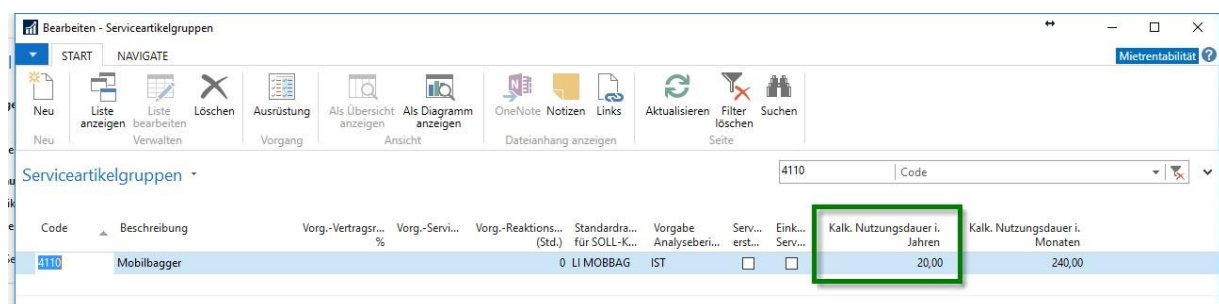 Bearbeiten - Serviceartikelgruppen
START NAVIGATE Mietrentabilität ?
Neu Liste anzeigen Liste bearbeiten Löschen Ausrüstung Als Übersicht anzeigen Als Diagramm anzeigen OneNote Notizen Links Aktualisieren Filter löschen Suchen
Neu Verwalten Vorgang Ansicht Dateianhang anzeigen Seite
Serviceartikelgruppen 4110 Code
Code Beschreibung Vorg.-Vertragsr... Vorg.-Servi... Vorg.-Reaktions... Standardra... Vorgabe Serv... Eink... Kalk. Nutzungsdauer i. Kalk. Nutzungsdauer i.
% (Std.) für SOLL-K... Analyseberi... erst... Serv... Jahren Monaten
4110 Mobilbagger 0 LI MOBBAG IST 20,00 240,00